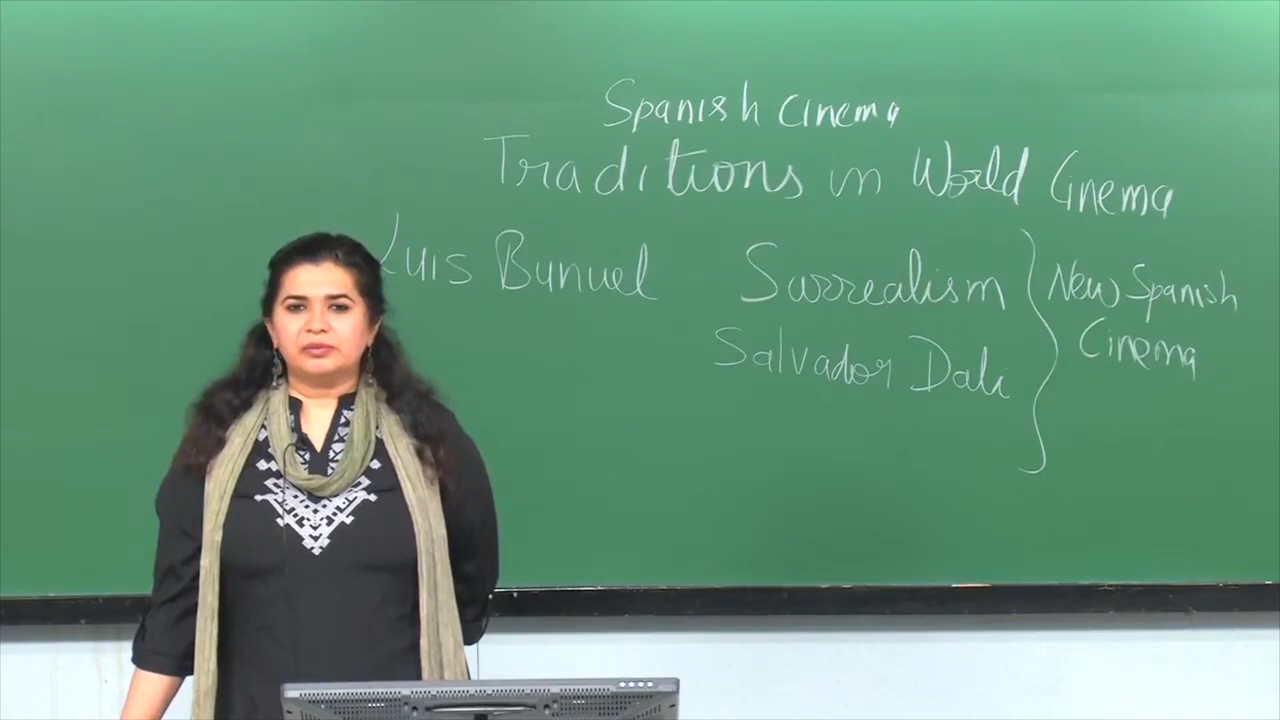 Spanish Cinema
Traditions in World Cinema
Luis Bunuel Surrealism New Spanish
Salvador Dali Cinema